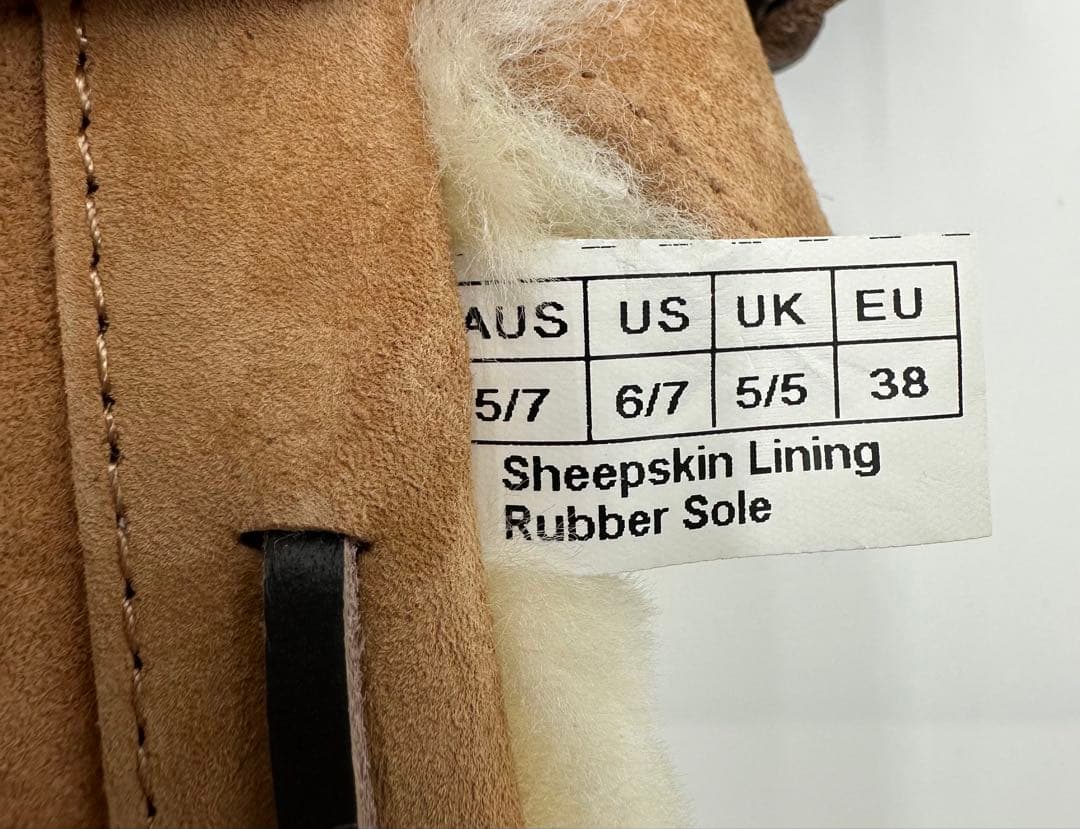 AUS US UK EU
5/7 6/7 5/5 38
Sheepskin Lining
Rubber Sole